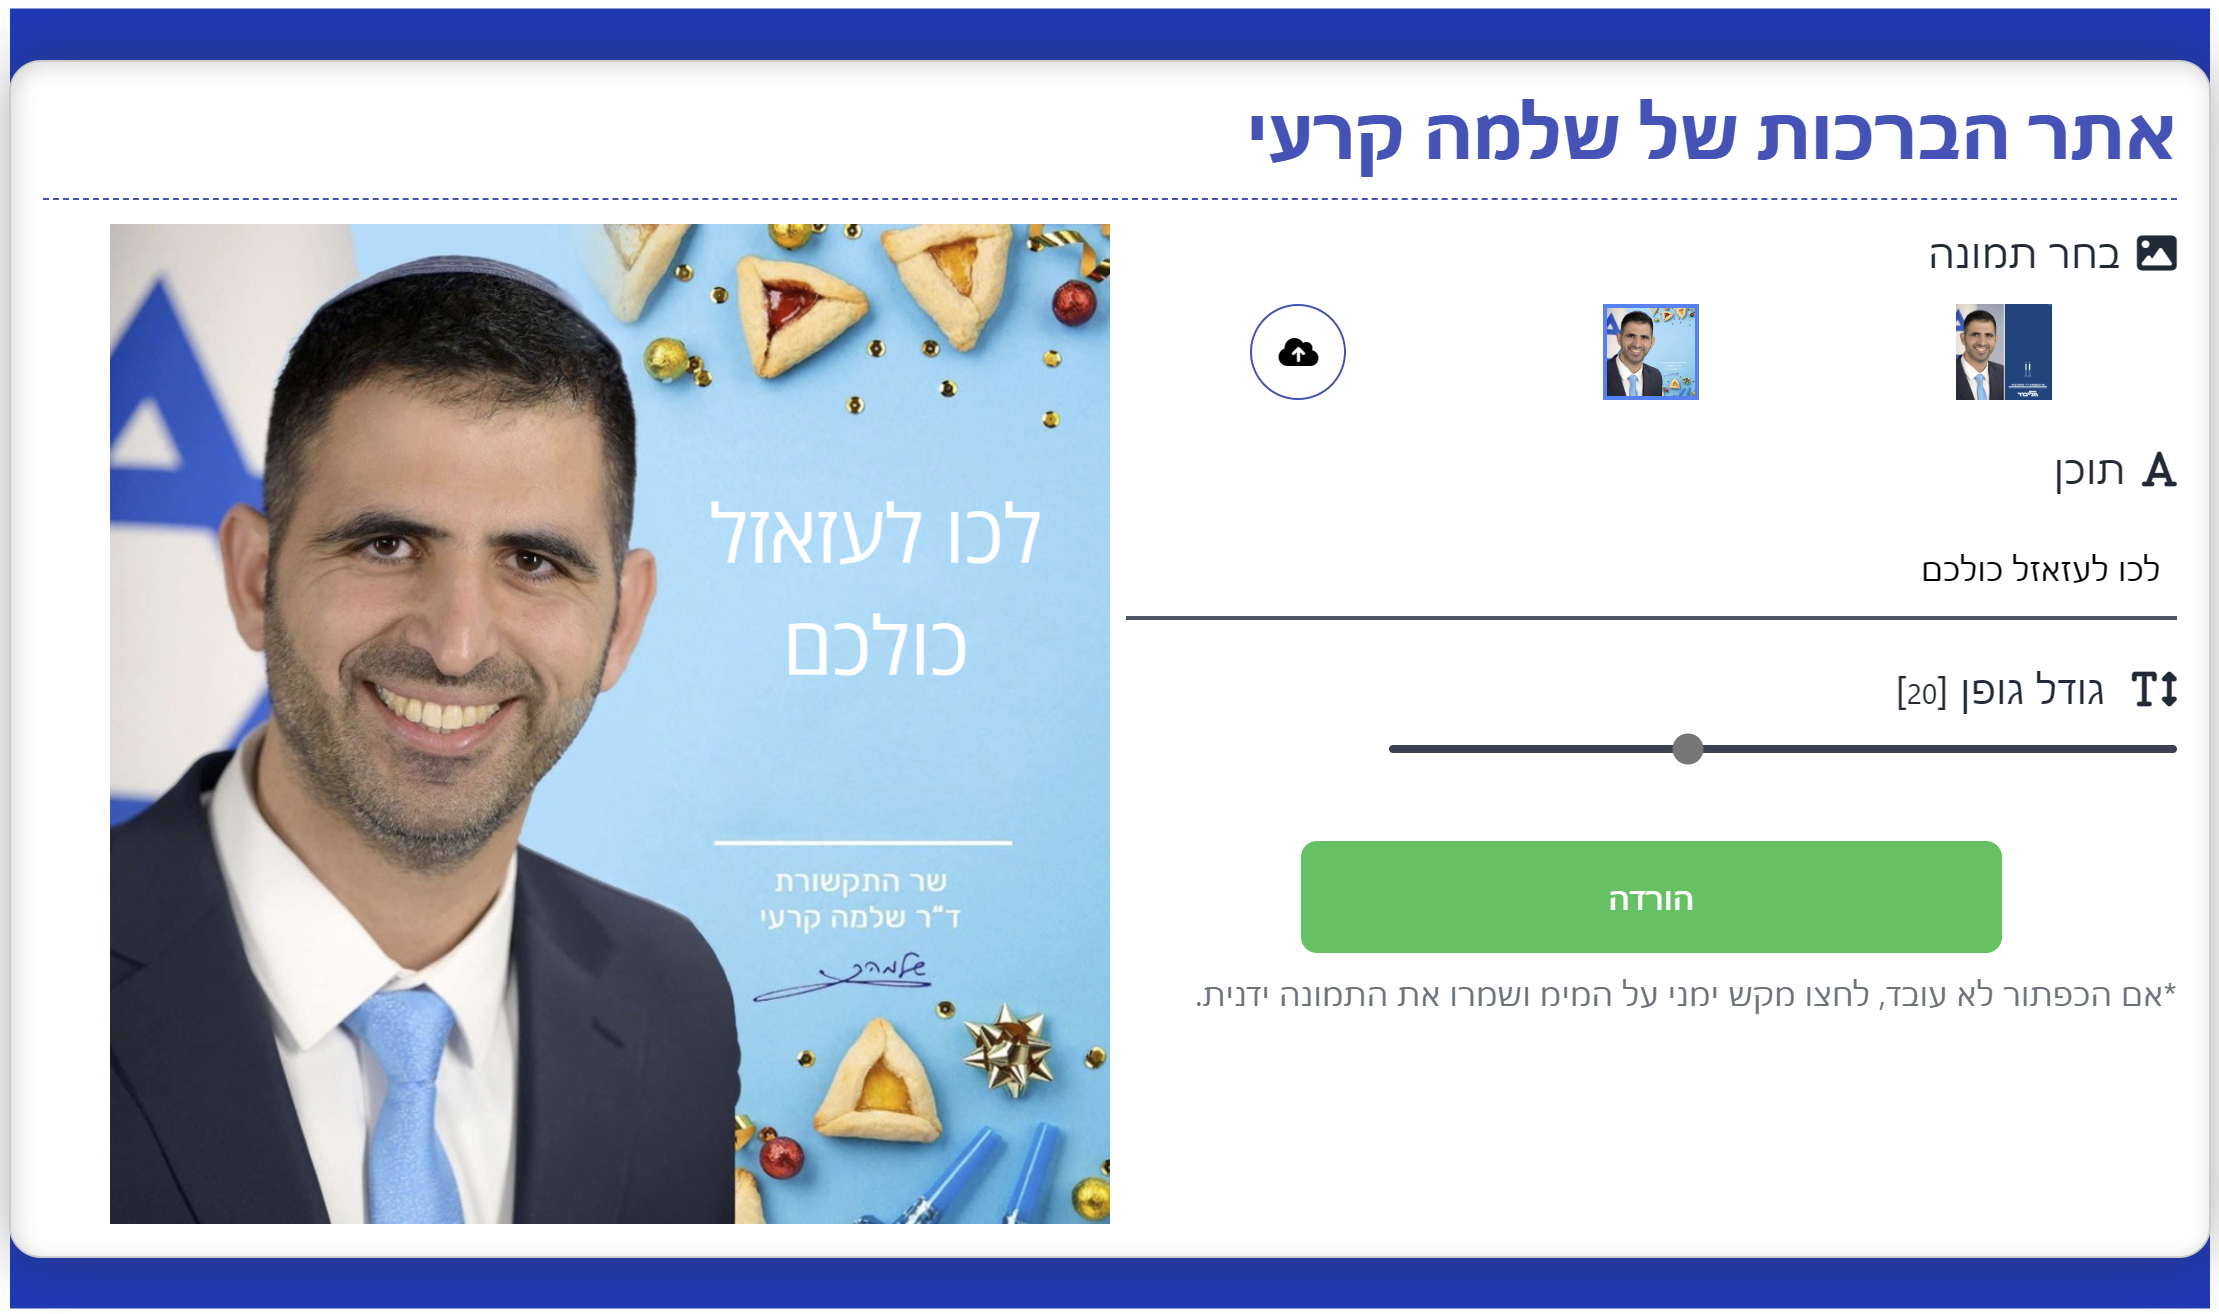 אתר הברכות של שלמה קרעי
בחר תמונה
תוכן
לכו לעזאזל כולכם
גודל גופן [20]
הורדה
*אם הכפתור לא עובד, לחצו מקש ימני על המימ ושמרו את התמונה ידנית.
לכו לעזאזל
כולכם
שר התקשורת
ד״ר שלמה קרעי